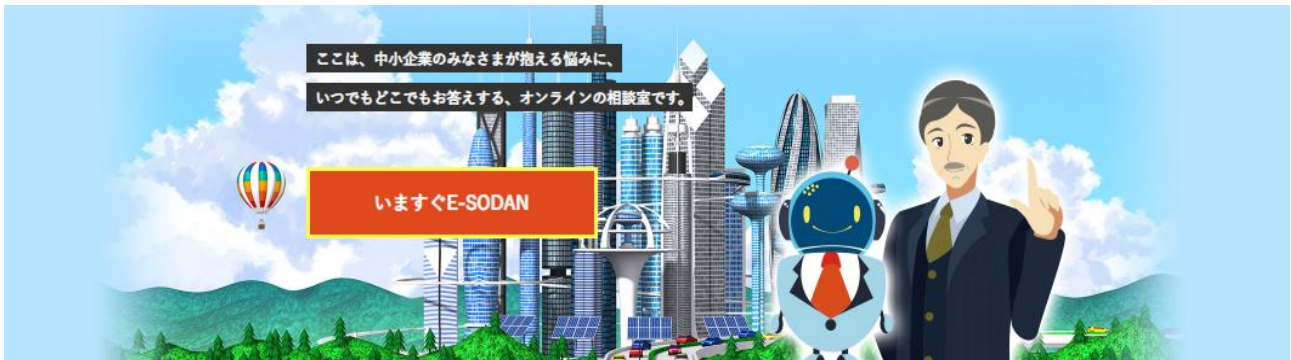 ここは、中小企業のみなさまが抱える悩みに、
いつでもどこでもお答えする、オンラインの相談室です。
いますぐE-SODAN